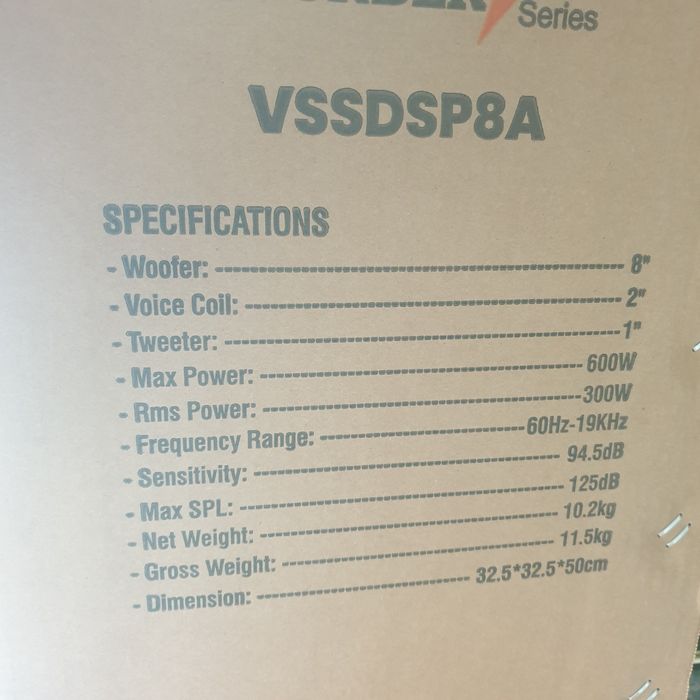 Series
VSSDSP8A
SPECIFICATIONS
- Woofer: 8"
- Voice Coil: 2"
- Tweeter: 1"
- Max Power: 600W
- Rms Power: 300W
- Frequency Range: 60Hz-19KHz
- Sensitivity: 94.5dB
- Max SPL: 125dB
- Net Weight: 10.2kg
- Gross Weight: 11.5kg
- Dimension: 32.5*32.5*50cm